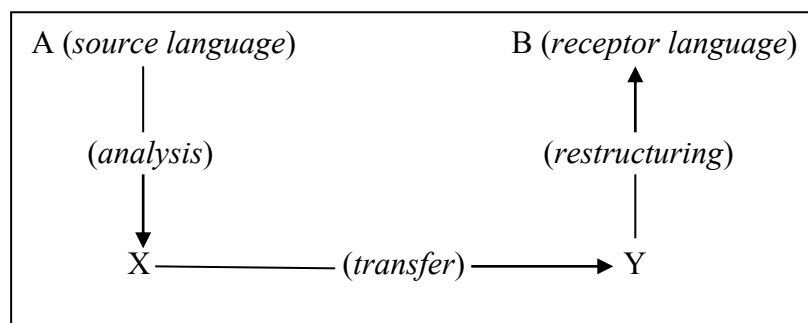 A (source language) B (receptor language)
(analysis) (restructuring)
X (transfer) Y